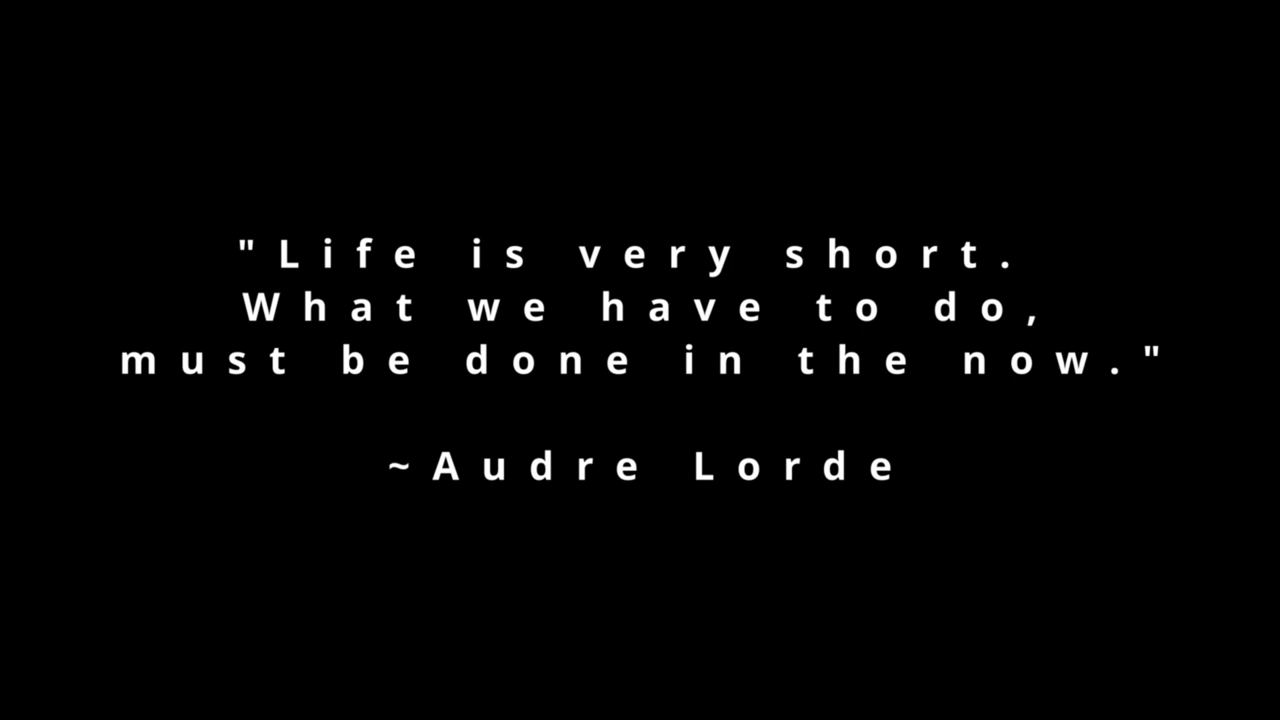 "Life is very short.
What we have to do,
must be done in the now."
~Audre Lorde